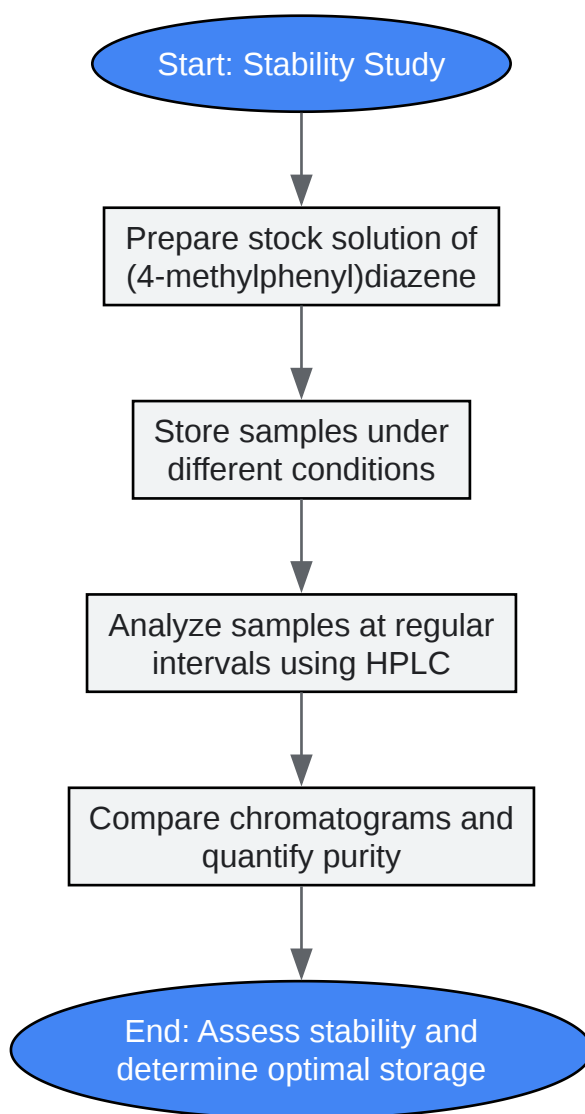 Start: Stability Study
Prepare stock solution of
(4-methylphenyl)diazene
Store samples under
different conditions
Analyze samples at regular
intervals using HPLC
Compare chromatograms and
quantify purity
End: Assess stability and
determine optimal storage